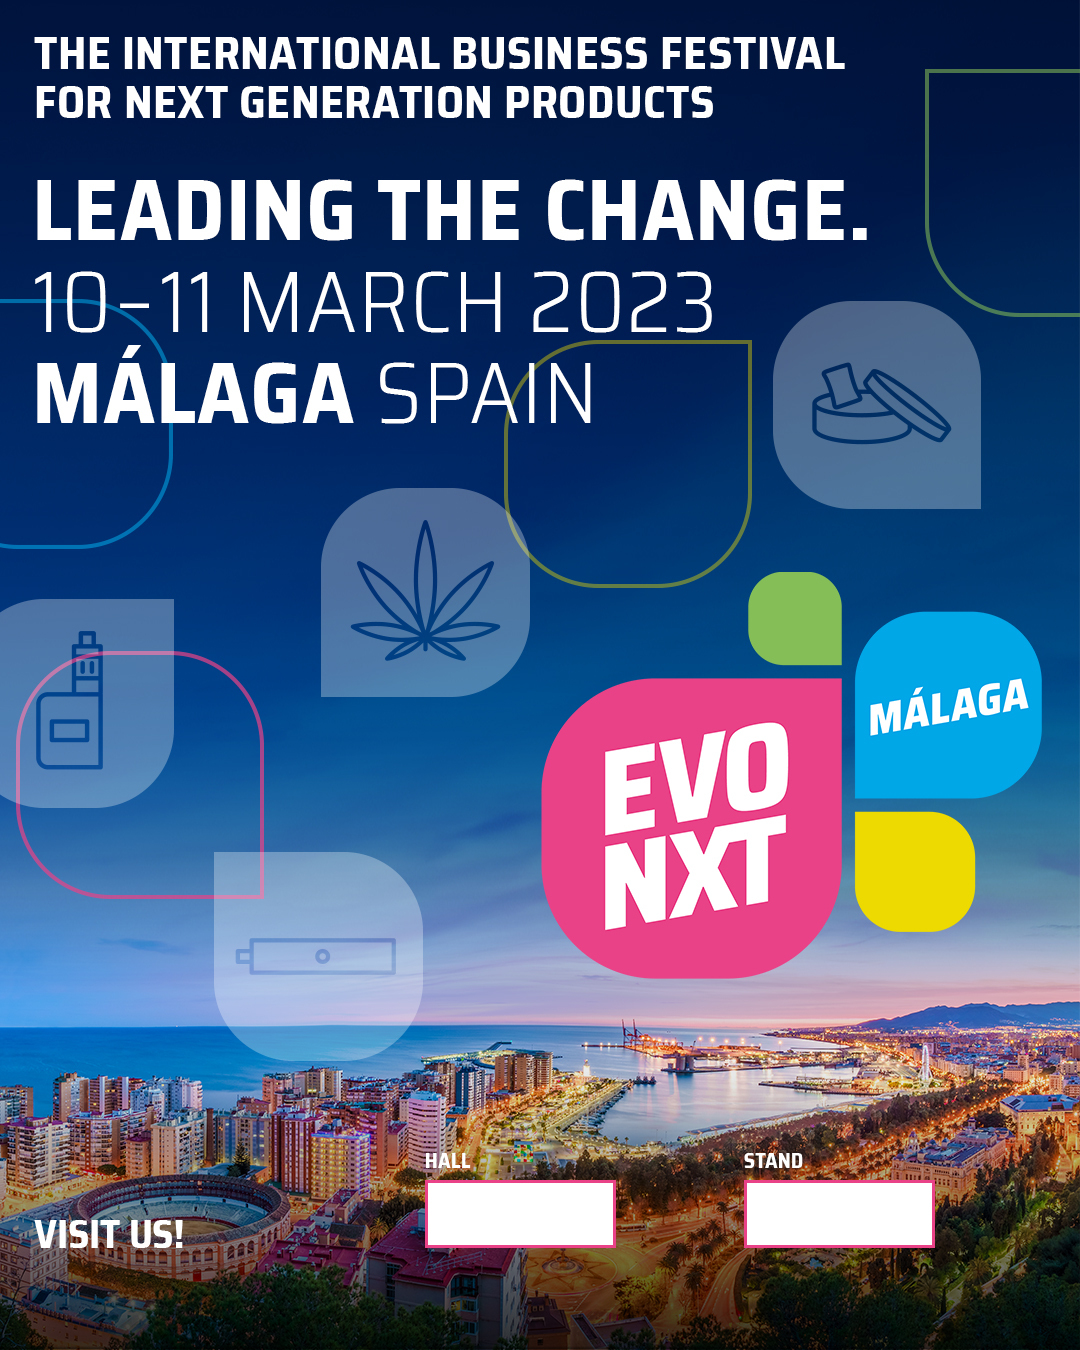 THE INTERNATIONAL BUSINESS FESTIVAL
FOR NEXT GENERATION PRODUCTS
LEADING THE CHANGE.
10–11 MARCH 2023
MÁLAGA SPAIN
MÁLAGA
EVO
NXT
HALL
STAND
VISIT US!